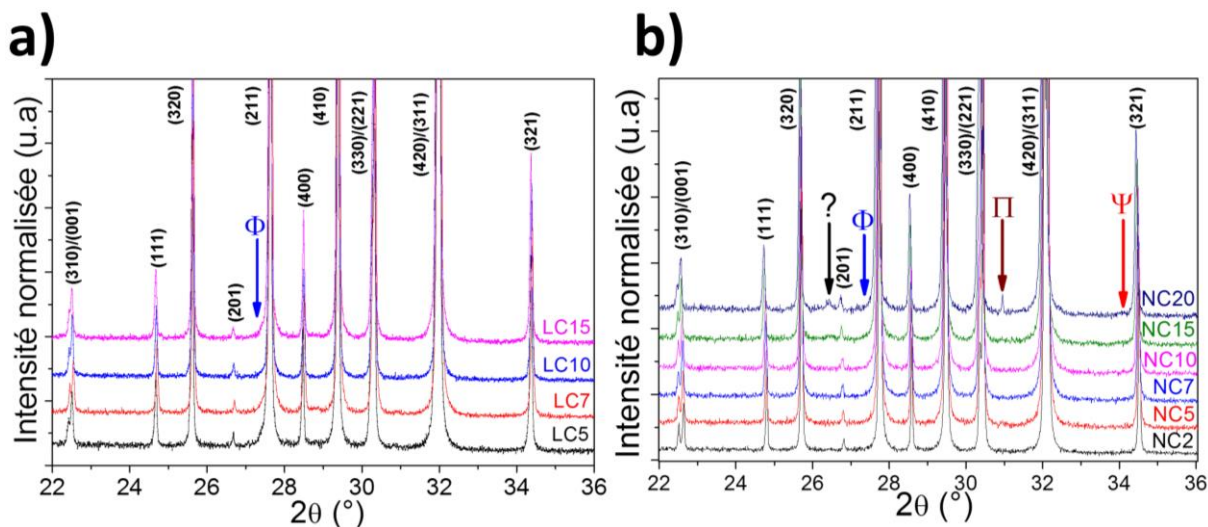 a)
Intensité normalisée (u.a)
(310)/(001)
(111)
(320)
(201)
Φ
(211)
(400)
(410)
(330)/(221)
(420)/(311)
(321)
LC15
LC10
LC7
LC5
22 24 26 28 30 32 34 36
2θ (°)
b)
Intensité normalisée (u.a)
(310)/(001)
(111)
(320)
?
(201)
Φ
(211)
(400)
(410)
(330)/(221)
Π
(420)/(311)
Ψ
(321)
NC20
NC15
NC10
NC7
NC5
NC2
22 24 26 28 30 32 34 36
2θ (°)